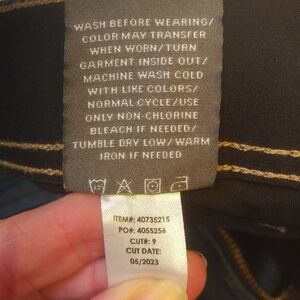 WASH BEFORE WEARING/
COLOR MAY TRANSFER
WHEN WORN/TURN
GARMENT INSIDE OUT/
MACHINE WASH COLD
WITH LIKE COLORS/
NORMAL CYCLE/USE
ONLY NON-CHLORINE
BLEACH IF NEEDED/
TUMBLE DRY LOW/WARM
IRON IF NEEDED
ITEM#: 40735215
PO#: 4055256
CUT#: 9
CUT DATE:
05/2023